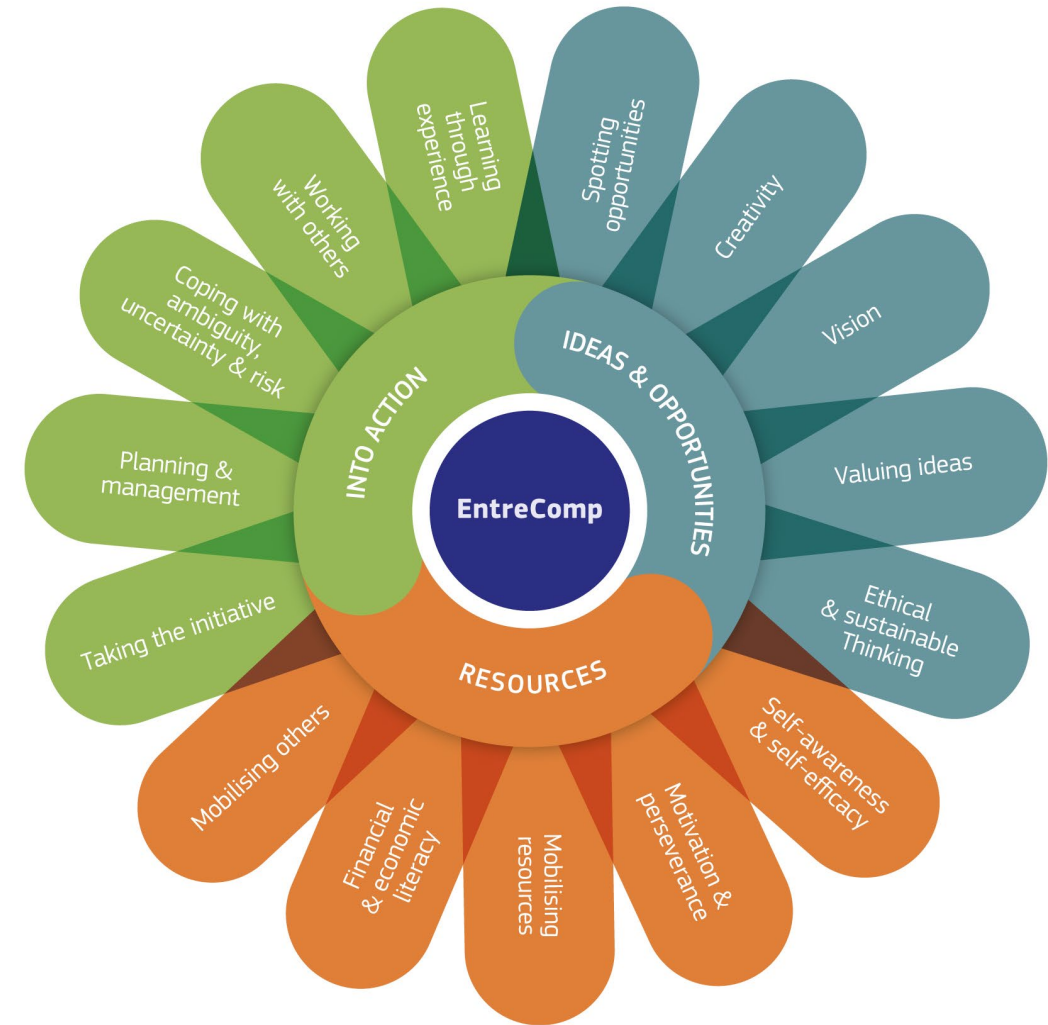 EntreComp
IDEAS & OPPORTUNITIES
Spotting
opportunities
Creativity
Vision
Valuing ideas
Ethical
& sustainable
Thinking
RESOURCES
Self-awareness
& self-efficacy
Motivation &
perseverance
Mobilising
resources
Financial
& economic
literacy
Mobilising others
INTO ACTION
Taking the initiative
Planning &
management
Coping with
ambiguity,
uncertainty & risk
Working
with others
Learning
through
experience